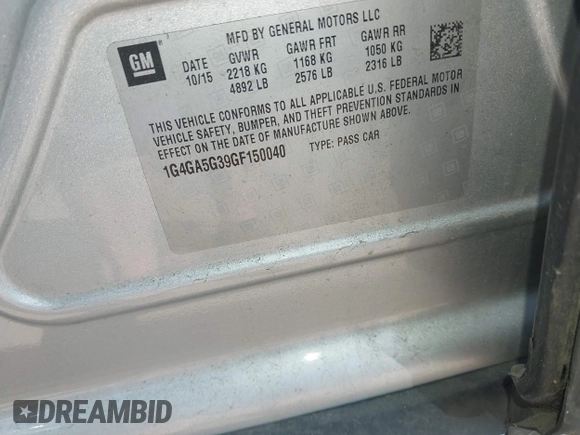 MFD BY GENERAL MOTORS LLC
GM
DATE GVWR GAWR FRT GAWR RR
10/15 2218 KG 1168 KG 1050 KG
4892 LB 2576 LB 2316 LB
THIS VEHICLE CONFORMS TO ALL APPLICABLE U.S. FEDERAL MOTOR
VEHICLE SAFETY, BUMPER, AND THEFT PREVENTION STANDARDS IN
EFFECT ON THE DATE OF MANUFACTURE SHOWN ABOVE.
1G4GA5G39GF150040 TYPE: PASS CAR
DREAMBID